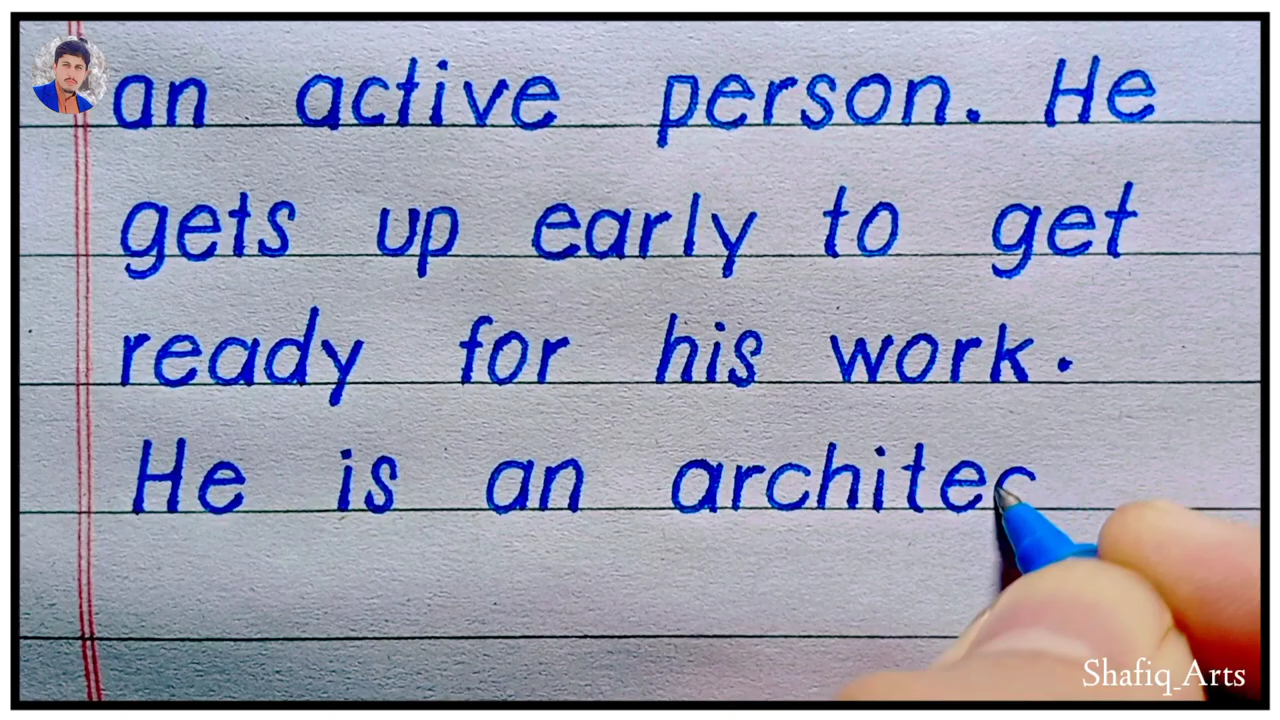 an active person. He
gets up early to get
ready for his work.
He is an architec
Shafiq_Arts